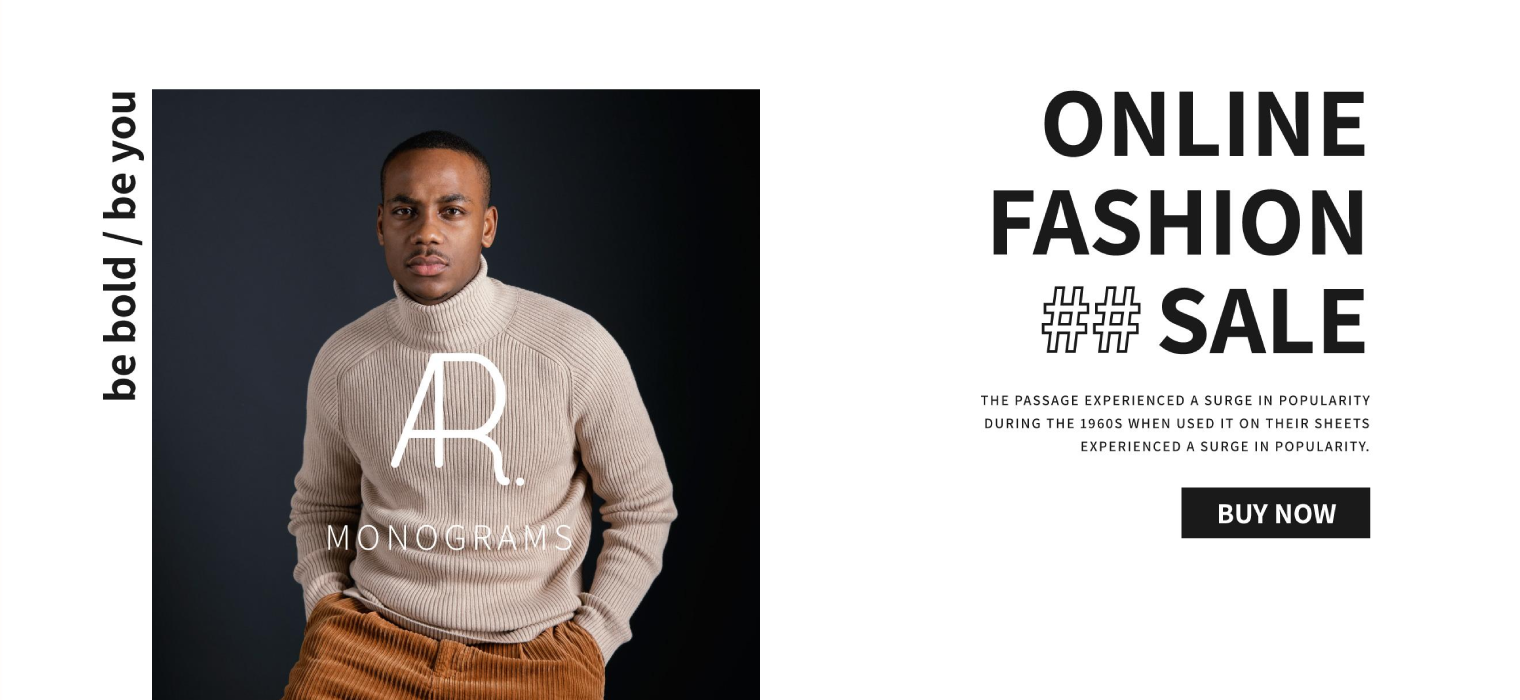 be bold / be you
AR.
MONOGRAMS
ONLINE
FASHION
## SALE
THE PASSAGE EXPERIENCED A SURGE IN POPULARITY
DURING THE 1960S WHEN USED IT ON THEIR SHEETS
EXPERIENCED A SURGE IN POPULARITY.
BUY NOW